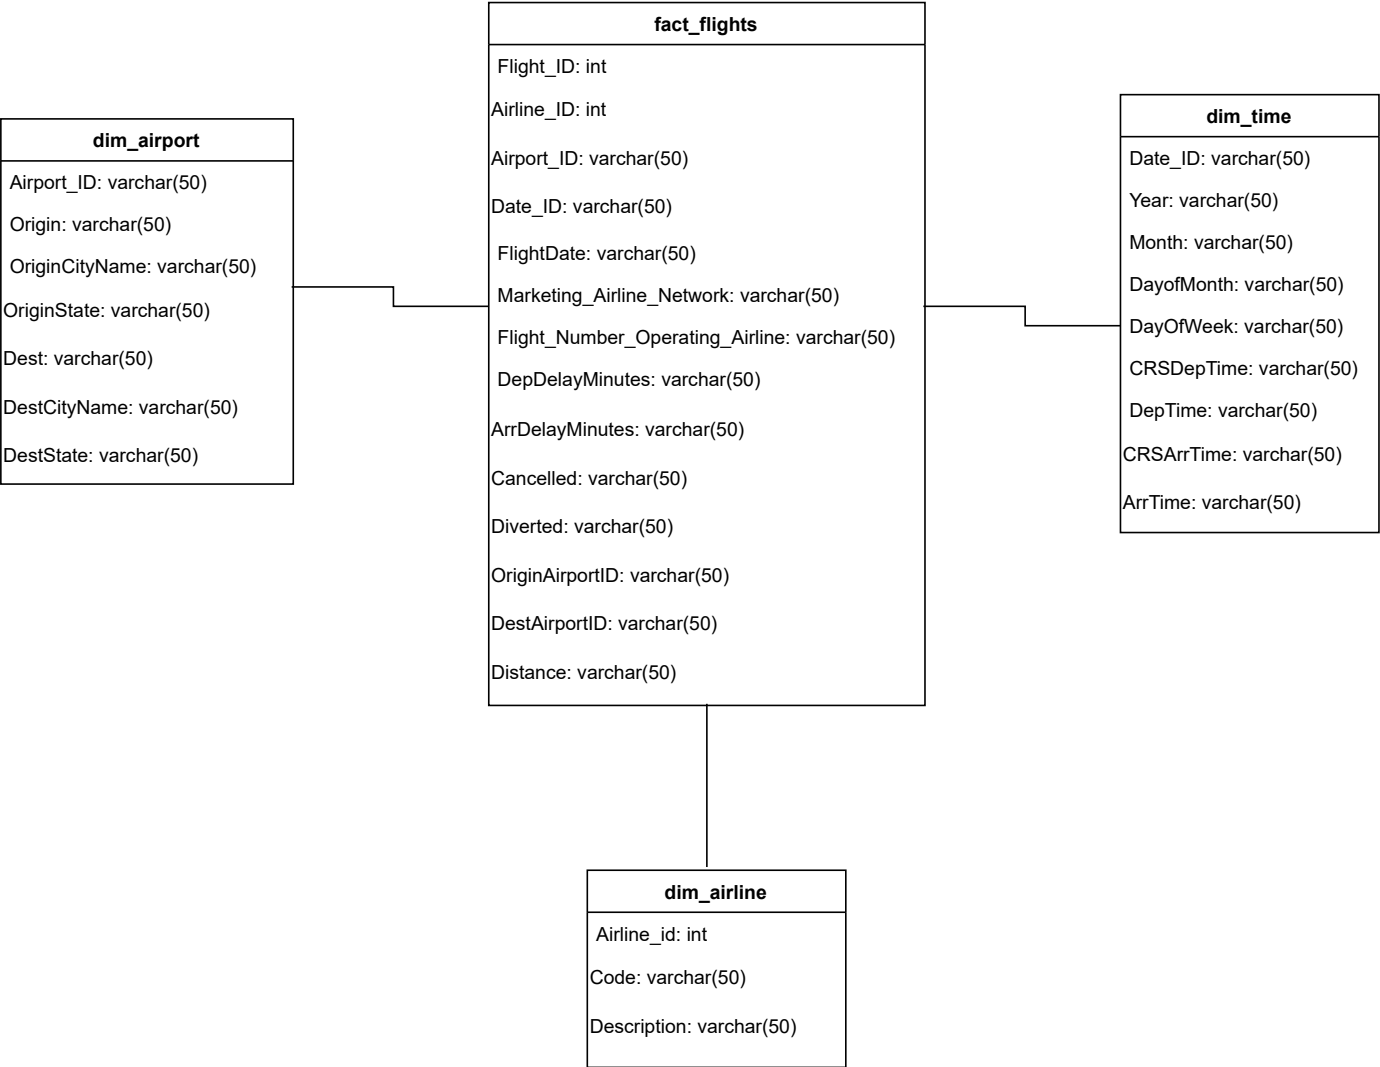 fact_flights
Flight_ID: int
Airline_ID: int
Airport_ID: varchar(50)
Date_ID: varchar(50)
FlightDate: varchar(50)
Marketing_Airline_Network: varchar(50)
Flight_Number_Operating_Airline: varchar(50)
DepDelayMinutes: varchar(50)
ArrDelayMinutes: varchar(50)
Cancelled: varchar(50)
Diverted: varchar(50)
OriginAirportID: varchar(50)
DestAirportID: varchar(50)
Distance: varchar(50)
dim_airport
Airport_ID: varchar(50)
Origin: varchar(50)
OriginCityName: varchar(50)
OriginState: varchar(50)
Dest: varchar(50)
DestCityName: varchar(50)
DestState: varchar(50)
dim_time
Date_ID: varchar(50)
Year: varchar(50)
Month: varchar(50)
DayofMonth: varchar(50)
DayOfWeek: varchar(50)
CRSDepTime: varchar(50)
DepTime: varchar(50)
CRSArrTime: varchar(50)
ArrTime: varchar(50)
dim_airline
Airline_id: int
Code: varchar(50)
Description: varchar(50)